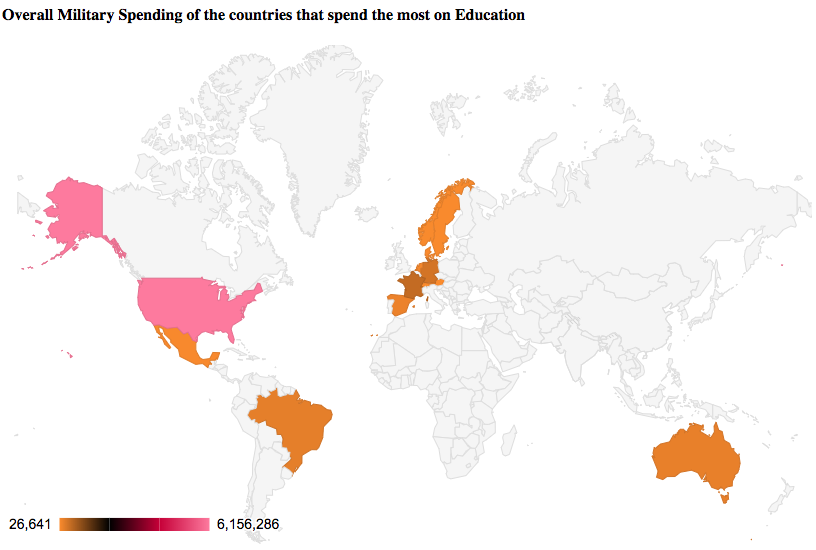 Overall Military Spending of the countries that spend the most on Education
26,641 6,156,286